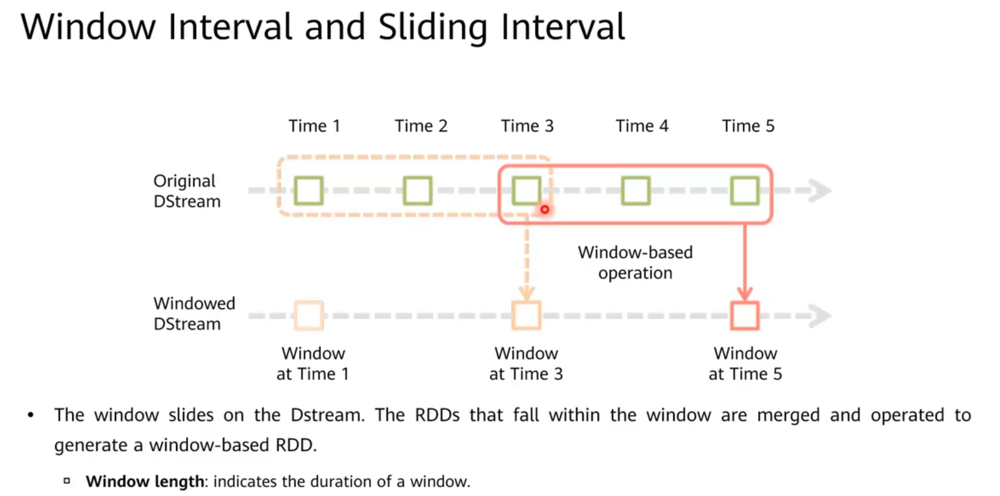 Window Interval and Sliding Interval
Time 1
Time 2
Time 3
Time 4
Time 5
Original
DStream
Window-based
operation
Windowed
DStream
Window
at Time 1
Window
at Time 3
Window
at Time 5
• The window slides on the Dstream. The RDDs that fall within the window are merged and operated to
generate a window-based RDD.
▫ Window length: indicates the duration of a window.